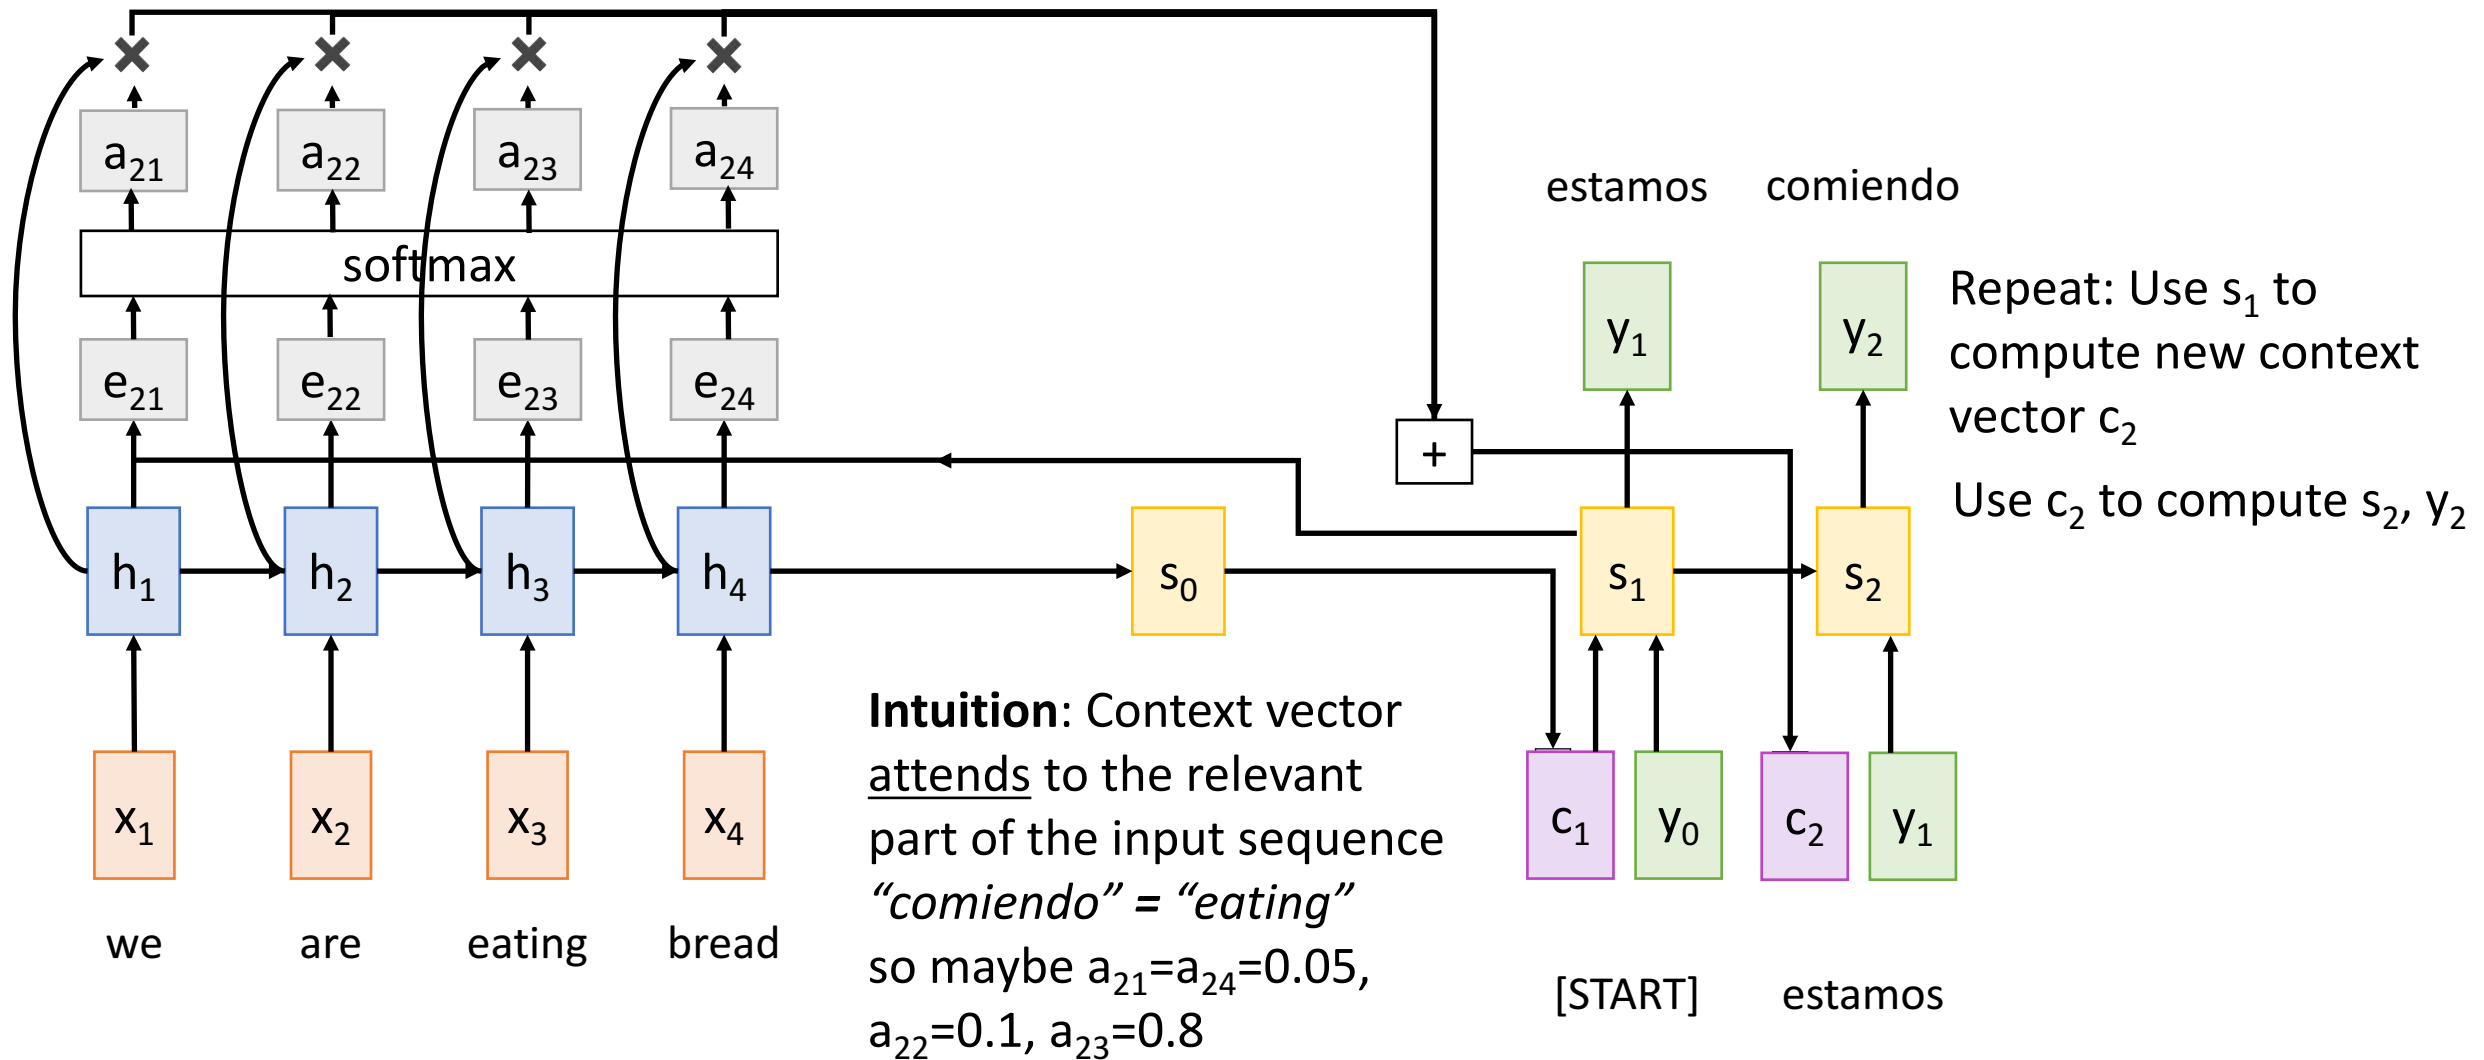 a21 a22 a23 a24
estamos comiendo
softmax
y1 y2
Repeat: Use s1 to
compute new context
vector c2
e21 e22 e23 e24
+
Use c2 to compute s2, y2
h1 h2 h3 h4 s0 s1 s2
Intuition: Context vector
attends to the relevant
part of the input sequence
“comiendo” = “eating”
so maybe a21=a24=0.05,
a22=0.1, a23=0.8
x1 x2 x3 x4 c1 y0 c2 y1
we are eating bread
[START] estamos